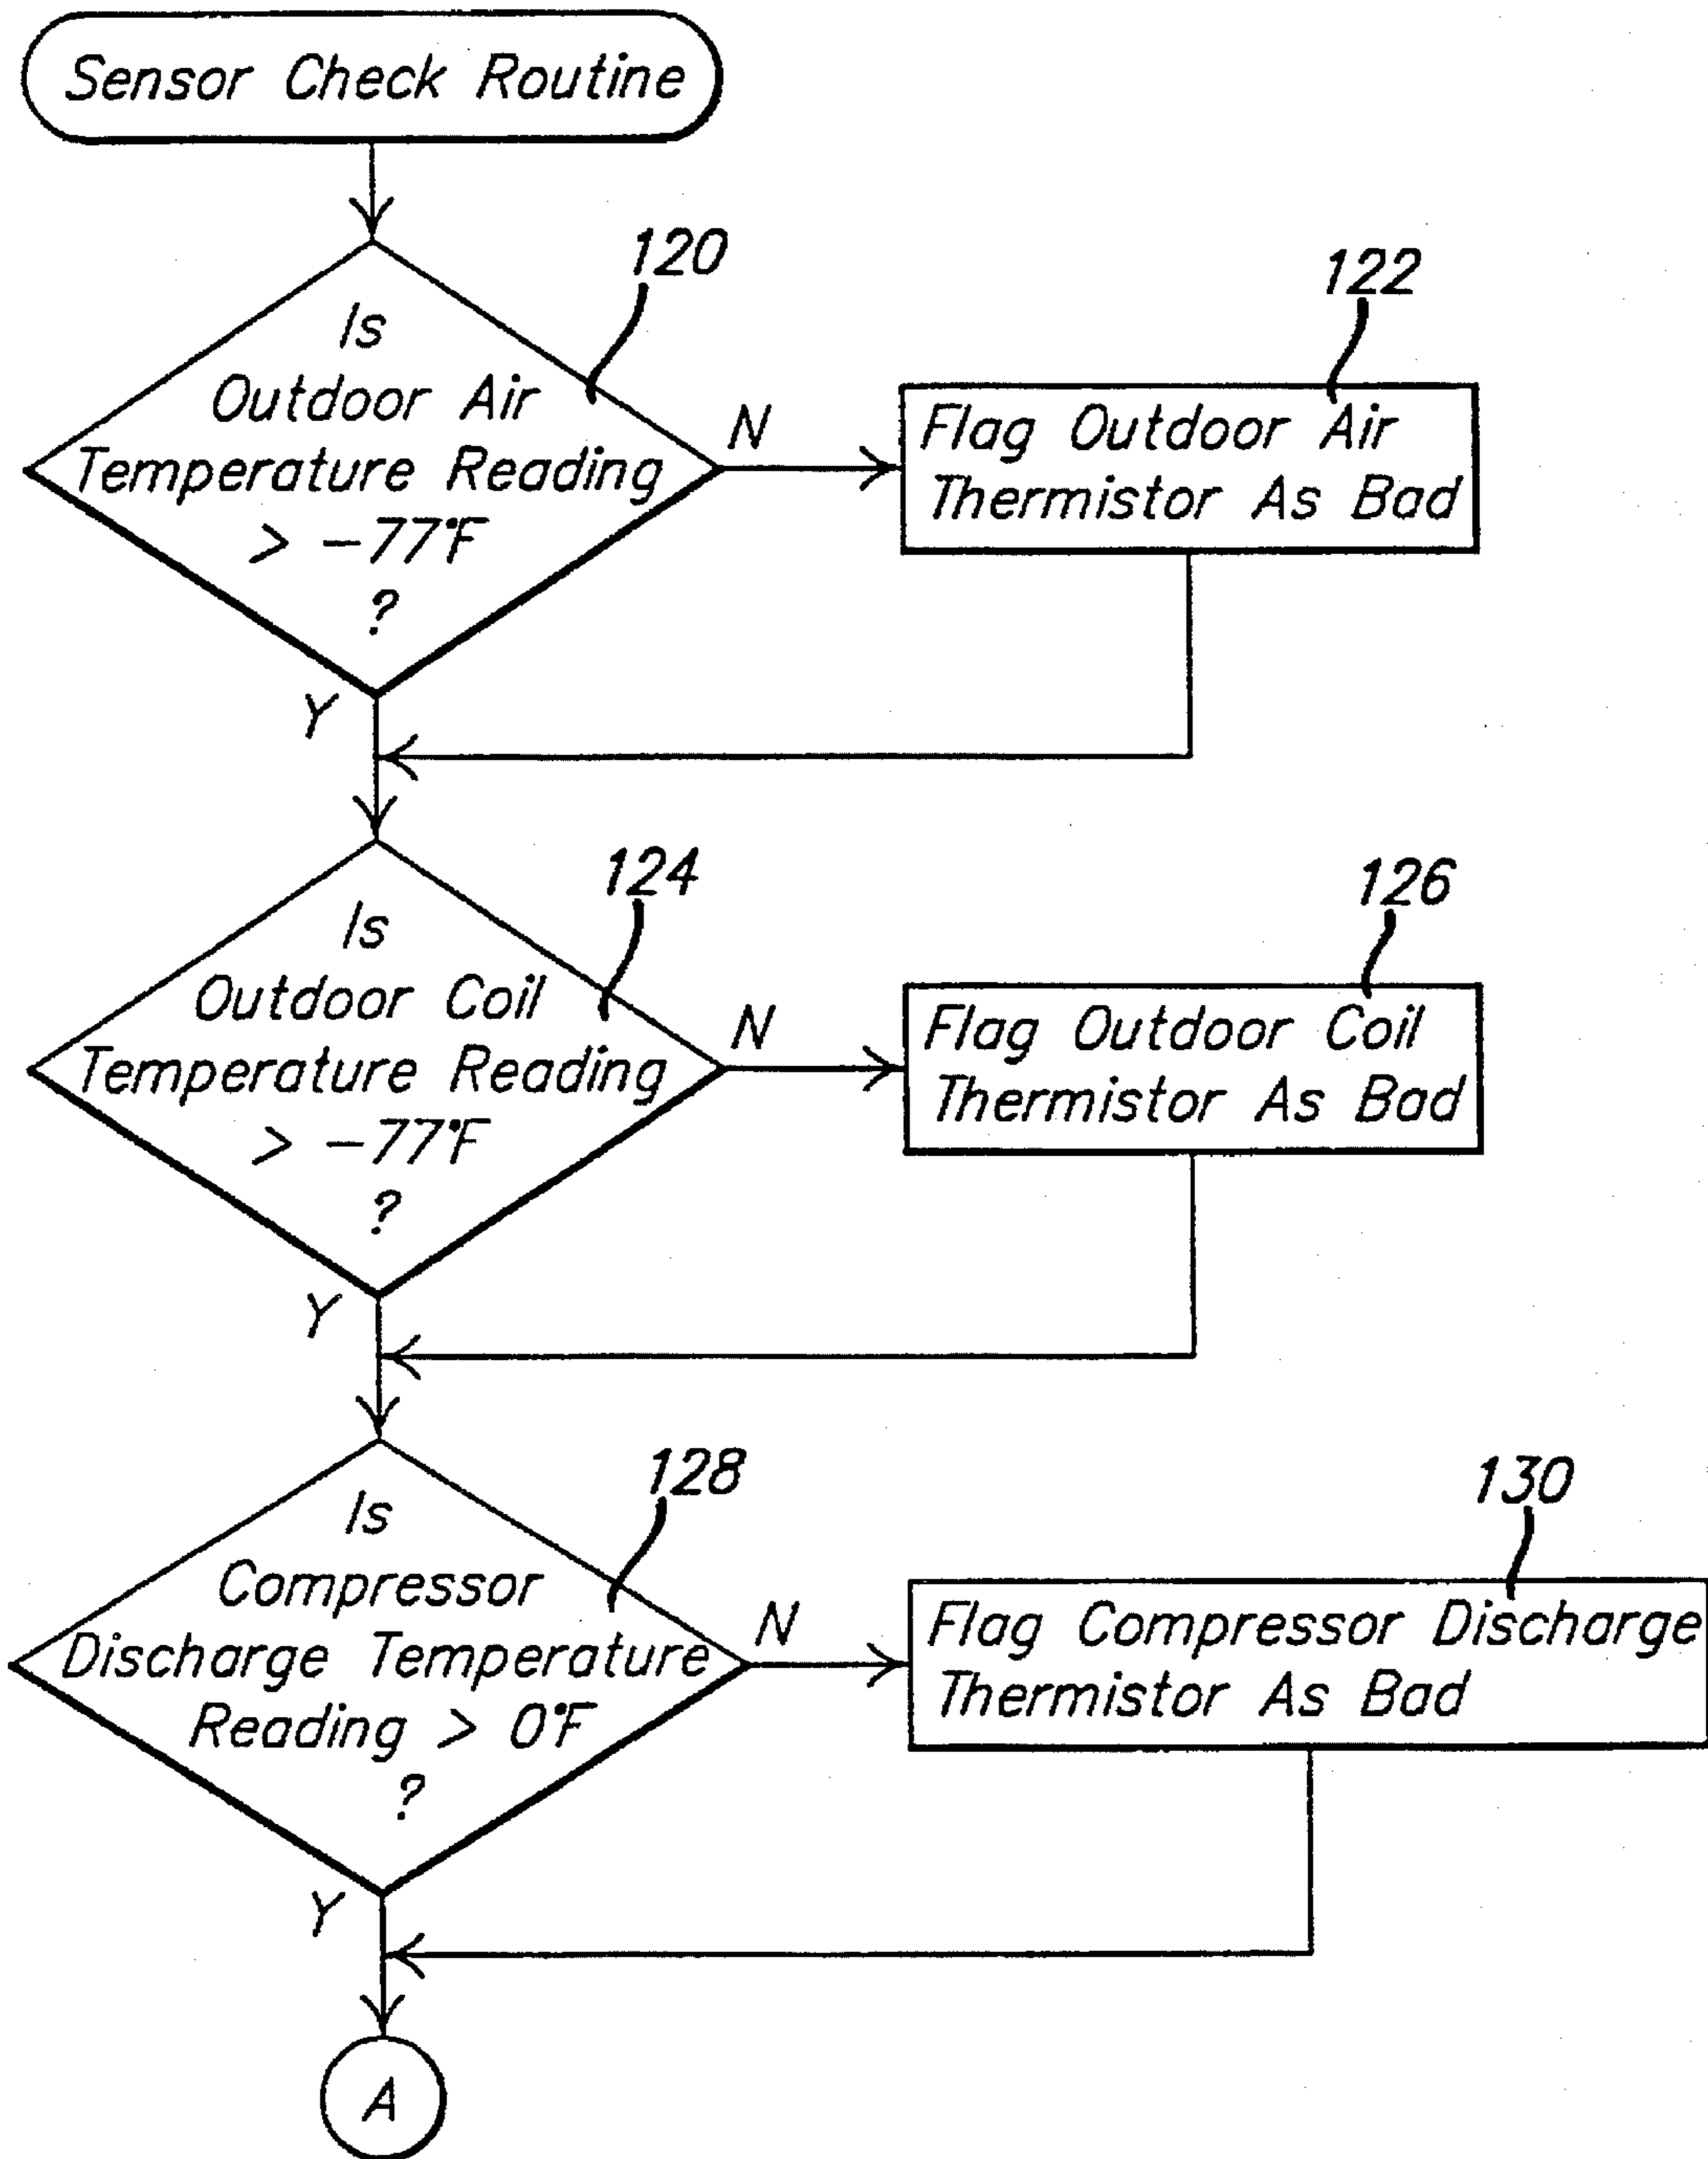 Sensor Check Routine
120
122
Is
Outdoor Air
Temperature Reading
> -77°F
?
N
Flag Outdoor Air
Thermistor As Bad
Y
124
126
Is
Outdoor Coil
Temperature Reading
> -77°F
?
N
Flag Outdoor Coil
Thermistor As Bad
Y
128
130
Is
Compressor
Discharge Temperature
Reading > 0°F
?
N
Flag Compressor Discharge
Thermistor As Bad
Y
A